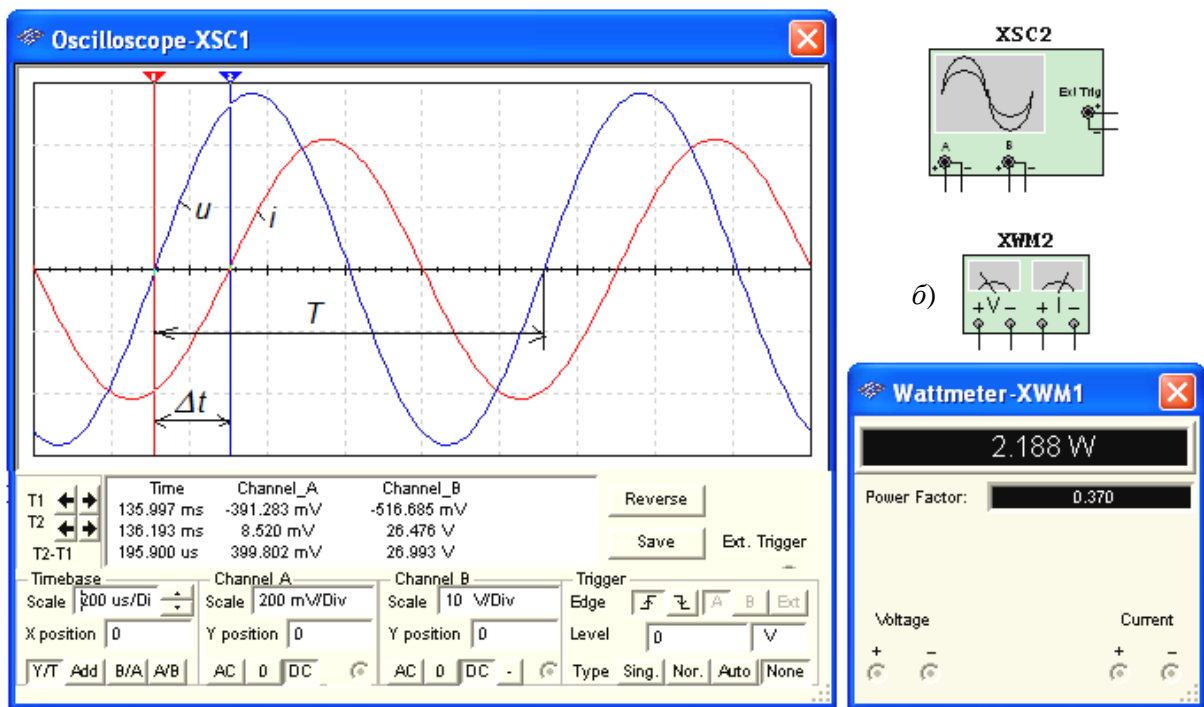 Oscilloscope-XSC1
1 2
u
i
T
Δt
T1
T2
T2-T1
Time Channel_A Channel_B
135.997 ms -391.283 mV -516.685 mV
136.193 ms 8.520 mV 26.476 V
195.900 us 399.802 mV 26.993 V
Reverse
Save
Ext. Trigger
Timebase
Scale 200 us/Di
X position 0
Y/T Add B/A A/B
Channel A
Scale 200 mV/Div
Y position 0
AC 0 DC
Channel B
Scale 10 V/Div
Y position 0
AC 0 DC -
Trigger
Edge A B Ext
Level 0 V
Type Sing. Nor. Auto None
XSC2
Ext Trig
+
-
A B
+ - + -
XWM2
б)
+V- +I-
Wattmeter-XWM1
2.188 W
Power Factor: 0.370
Voltage Current
+ - + -